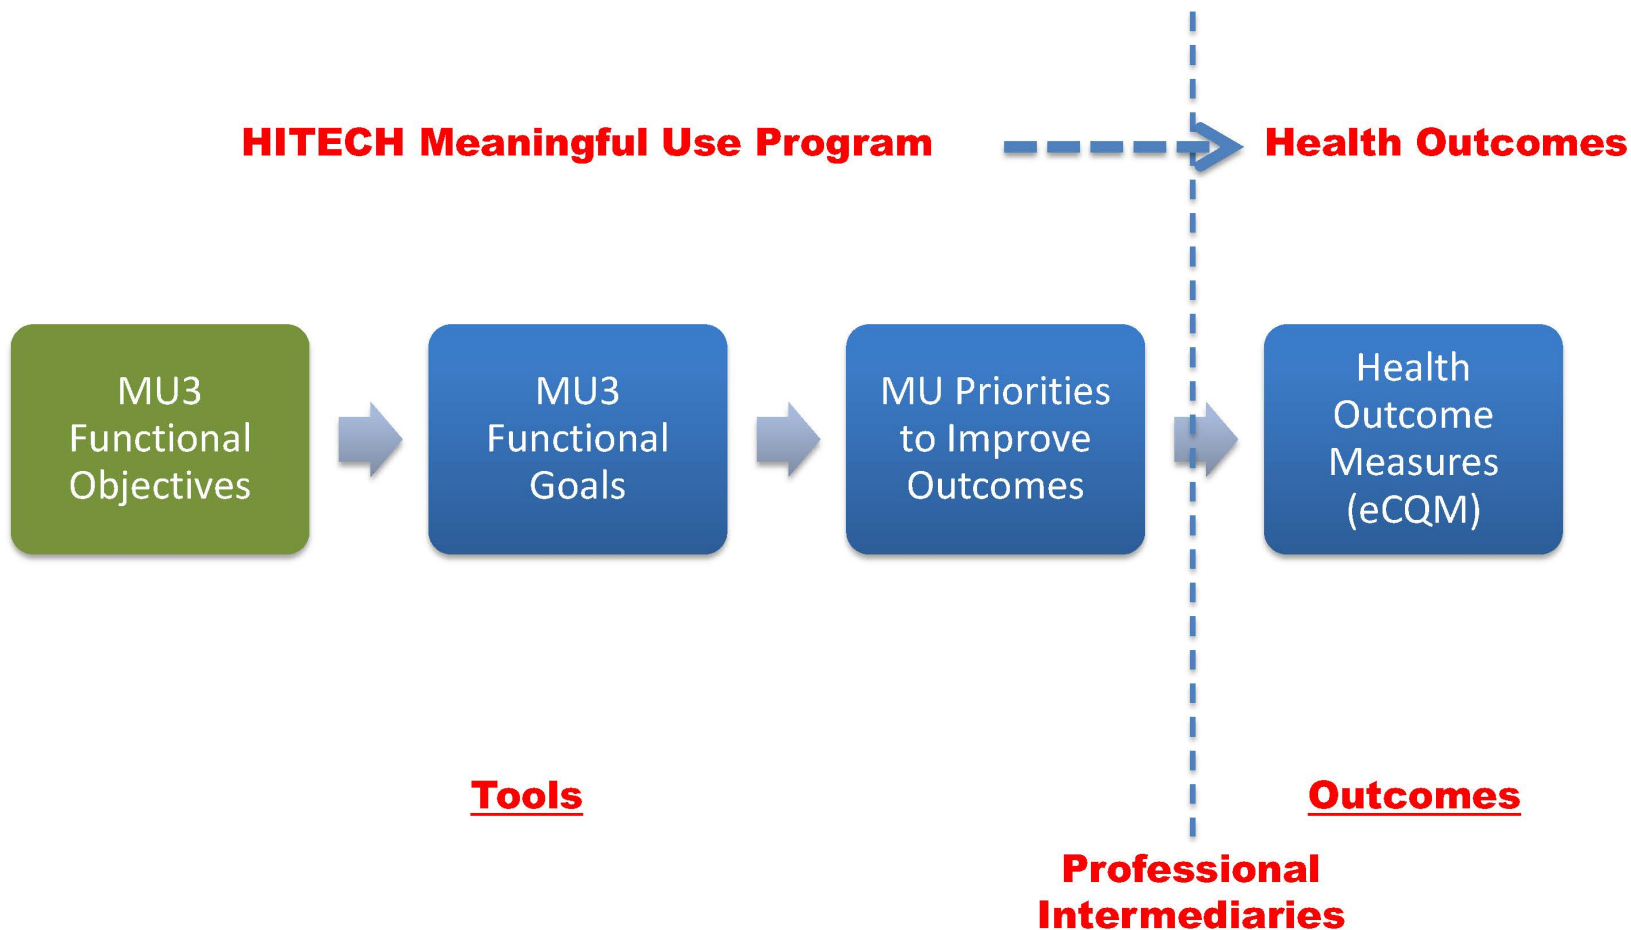 HITECH Meaningful Use Program
Health Outcomes
MU3
Functional
Objectives
MU3
Functional
Goals
MU Priorities
to Improve
Outcomes
Health
Outcome
Measures
(eCQM)
Tools
Outcomes
Professional
Intermediaries